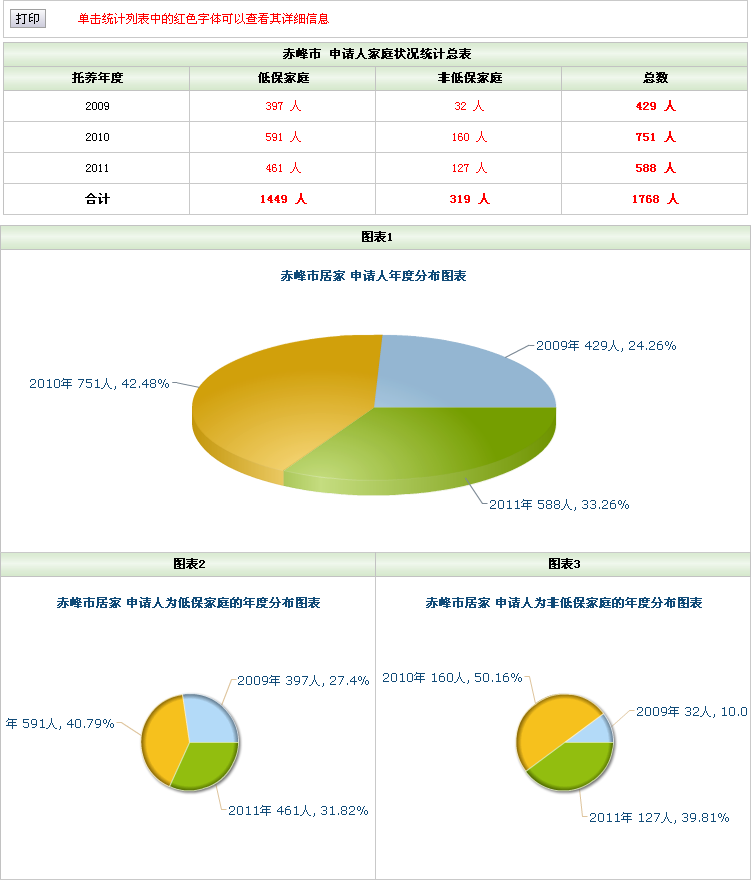 打印 单击统计列表中的红色字体可以查看其详细信息
赤峰市 申请人家庭状况统计总表
托养年度 低保家庭 非低保家庭 总数
2009 397 人 32 人 429 人
2010 591 人 160 人 751 人
2011 461 人 127 人 588 人
合计 1449 人 319 人 1768 人
图表1
赤峰市居家 申请人年度分布图表
2009年 429人, 24.26%
2010年 751人, 42.48%
2011年 588人, 33.26%
图表2
赤峰市居家 申请人为低保家庭的年度分布图表
2009年 397人, 27.4%
年 591人, 40.79%
2011年 461人, 31.82%
图表3
赤峰市居家 申请人为非低保家庭的年度分布图表
2010年 160人, 50.16%
2009年 32人, 10.0
2011年 127人, 39.81%